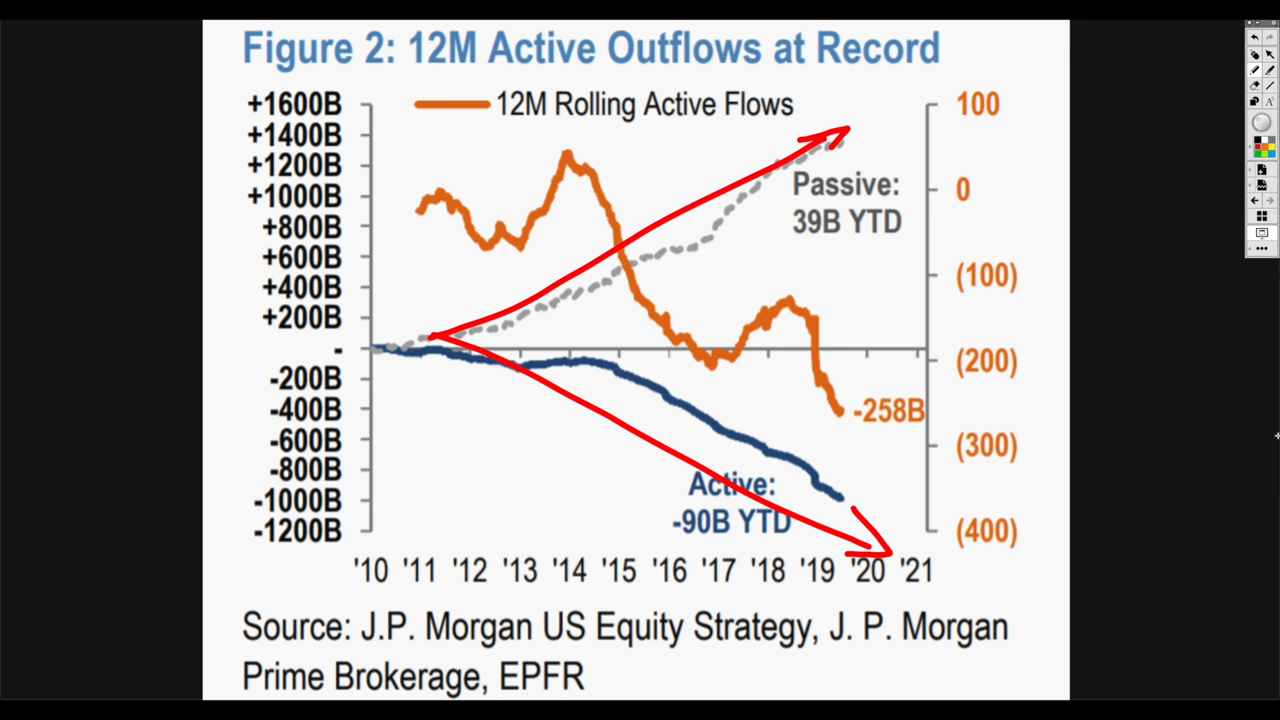 Figure 2: 12M Active Outflows at Record
12M Rolling Active Flows
+1600B
+1400B
+1200B
+1000B
+800B
+600B
+400B
+200B
-
-200B
-400B
-600B
-800B
-1000B
-1200B
100
0
(100)
(200)
(300)
(400)
Passive:
39B YTD
-258B
Active:
-90B YTD
'10 '11 '12 '13 '14 '15 '16 '17 '18 '19 '20 '21
Source: J.P. Morgan US Equity Strategy, J. P. Morgan
Prime Brokerage, EPFR